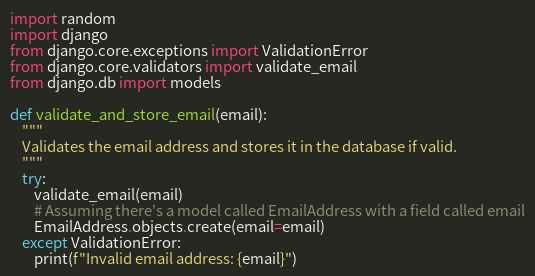 import random
import django
from django.core.exceptions import ValidationError
from django.core.validators import validate_email
from django.db import models

def validate_and_store_email(email):
    """
    Validates the email address and stores it in the database if valid.
    """
    try:
        validate_email(email)
        # Assuming there's a model called EmailAddress with a field called email
        EmailAddress.objects.create(email=email)
    except ValidationError:
        print(f"Invalid email address: {email}")